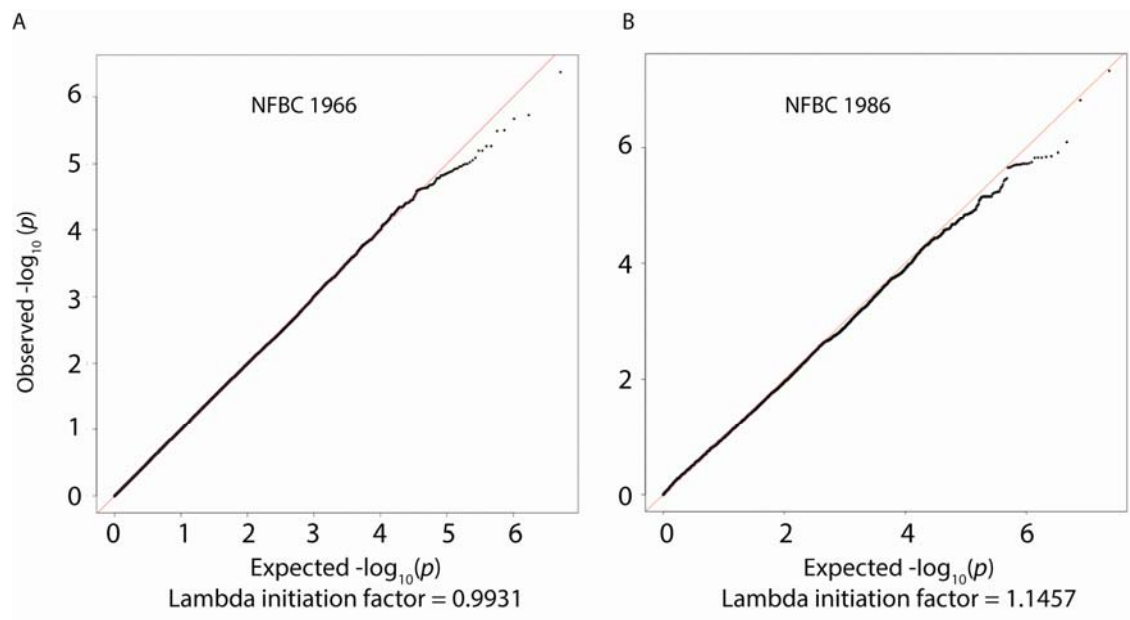 A
B
NFBC 1966
NFBC 1986
Observed -log10 (p)
6
5
4
3
2
1
0
6
4
2
0
0 1 2 3 4 5 6
0 2 4 6
Expected -log10(p)
Expected -log10(p)
Lambda initiation factor = 0.9931
Lambda initiation factor = 1.1457